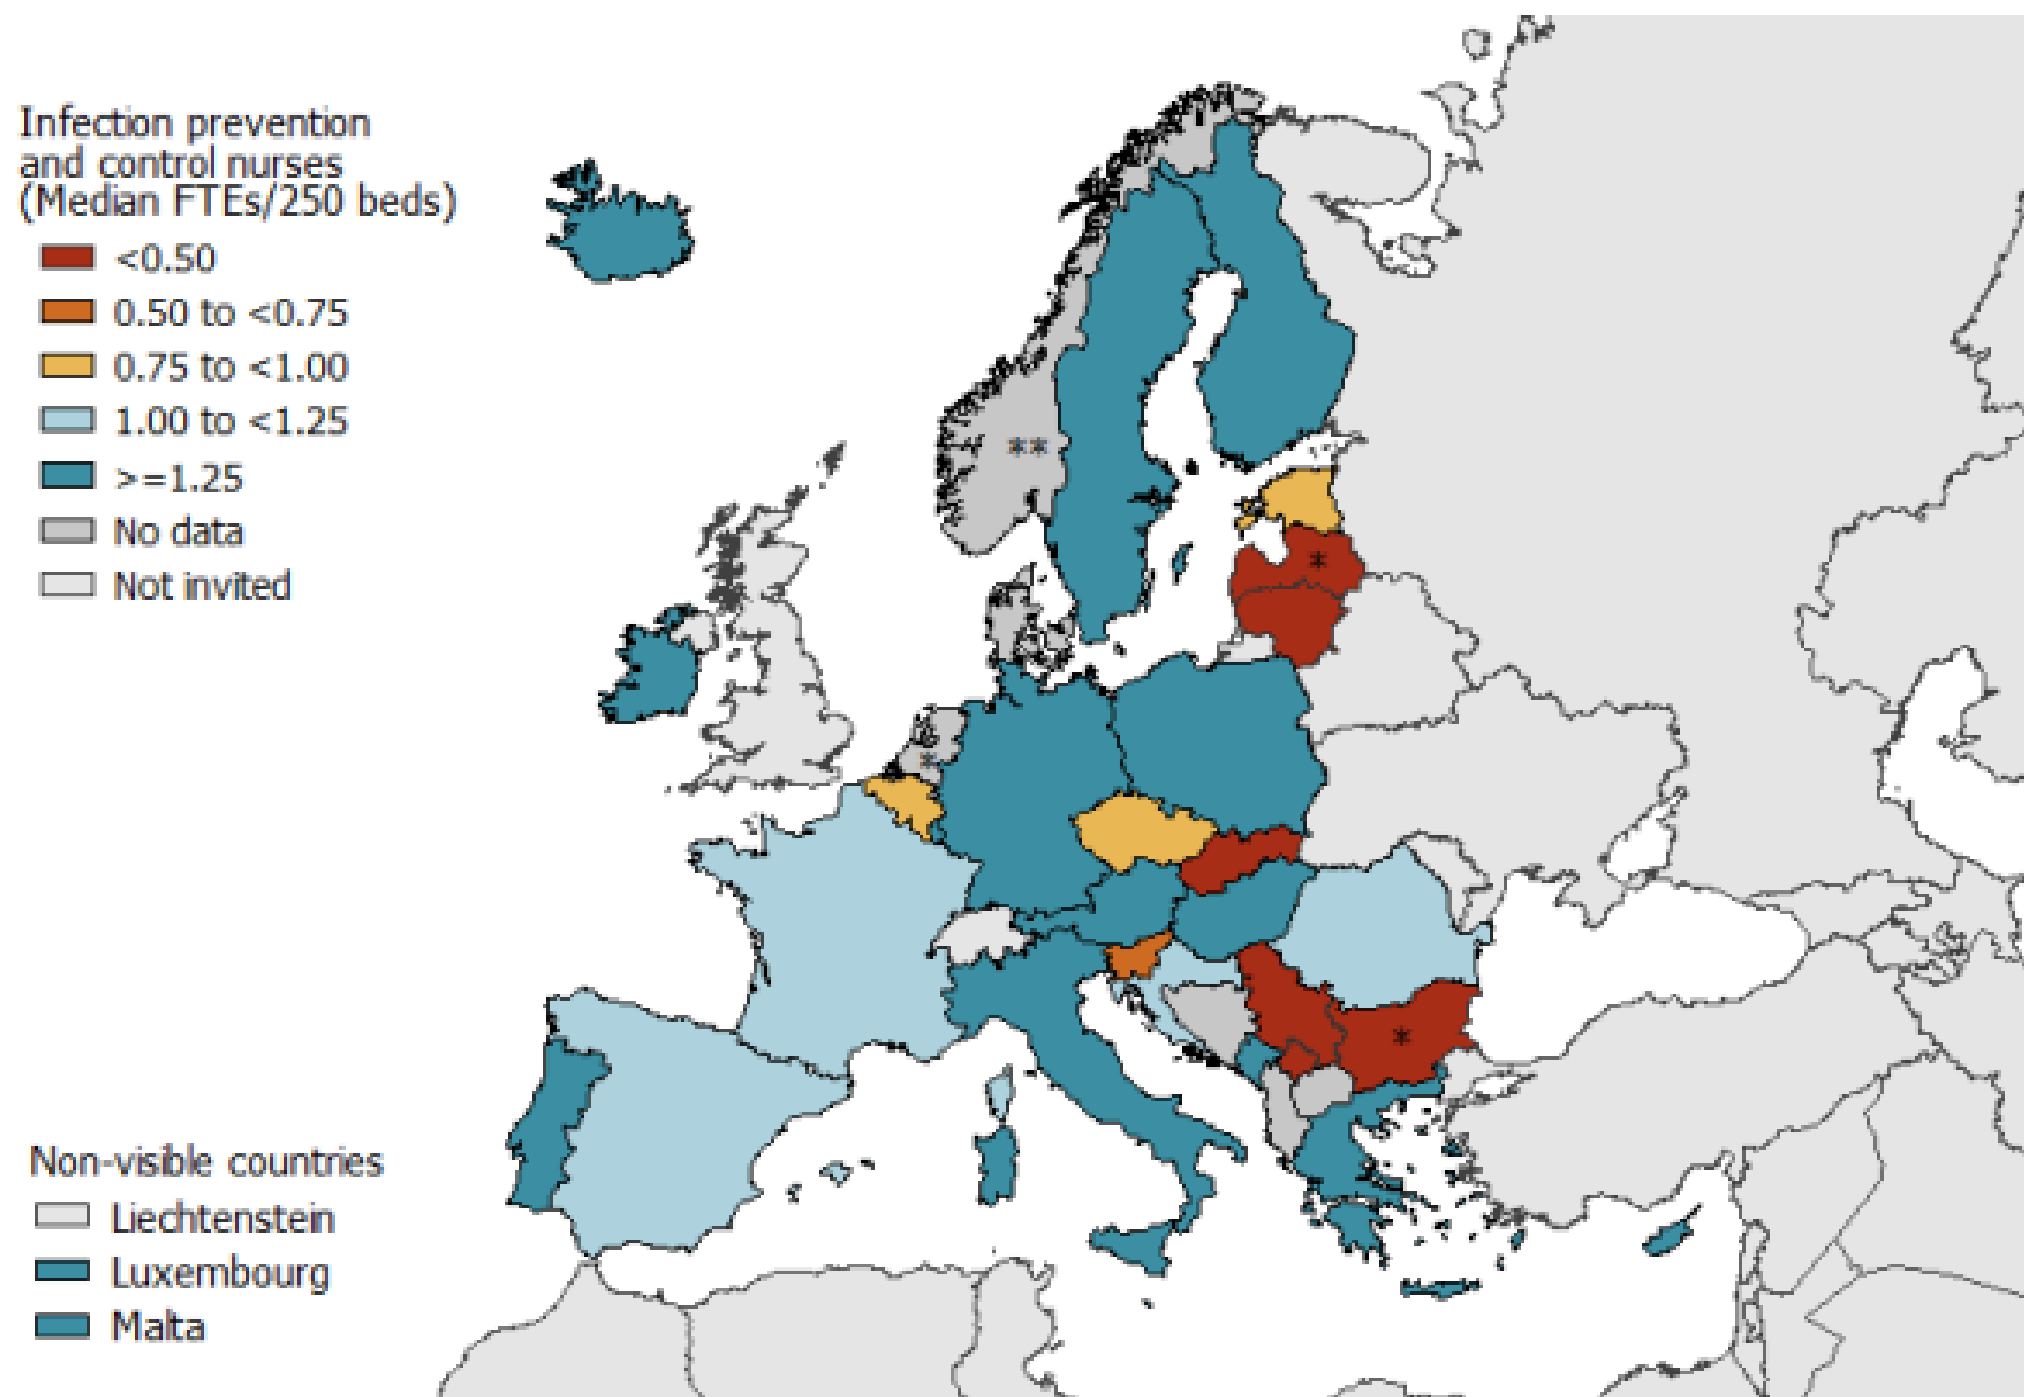 Infection prevention
and control nurses
(Median FTEs/250 beds)
<0.50
0.50 to <0.75
0.75 to <1.00
1.00 to <1.25
>=1.25
No data
Not invited
**
*
*
*
Non-visible countries
Liechtenstein
Luxembourg
Malta